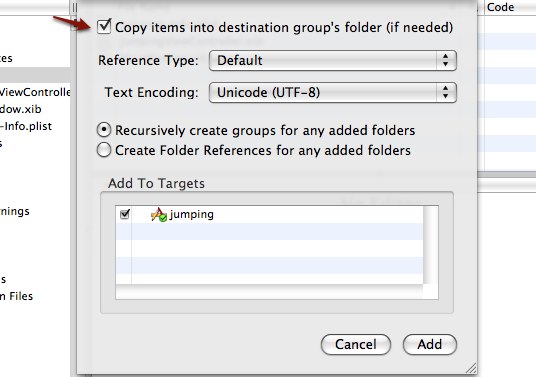 Code
Copy items into destination group's folder (if needed)
Reference Type: Default
Text Encoding: Unicode (UTF-8)
Recursively create groups for any added folders
Create Folder References for any added folders
Add To Targets
jumping
Cancel Add
ViewControlle
dow.xib
-Info.plist
rnings
n Files